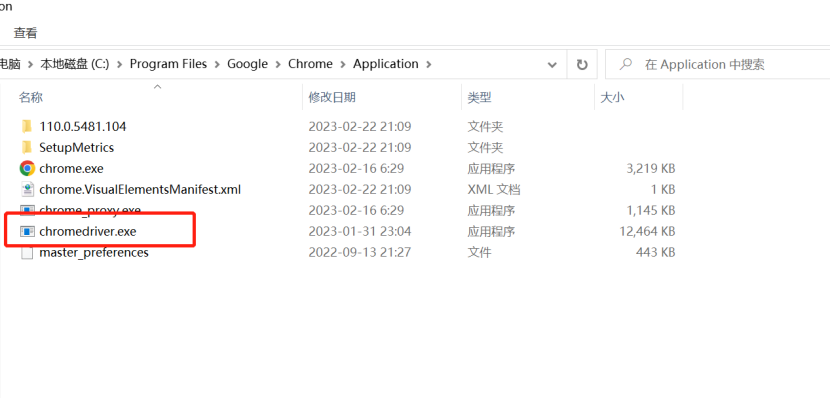 on
查看
电脑 > 本地磁盘 (C:) > Program Files > Google > Chrome > Application > 在 Application 中搜索
名称 修改日期 类型 大小
110.0.5481.104 2023-02-22 21:09 文件夹
SetupMetrics 2023-02-22 21:09 文件夹
chrome.exe 2023-02-16 6:29 应用程序 3,219 KB
chrome.VisualElementsManifest.xml 2023-02-22 21:09 XML 文档 1 KB
chrome_proxy.exe 2023-02-16 6:29 应用程序 1,145 KB
chromedriver.exe 2023-01-31 23:04 应用程序 12,464 KB
master_preferences 2022-09-13 21:27 文件 443 KB